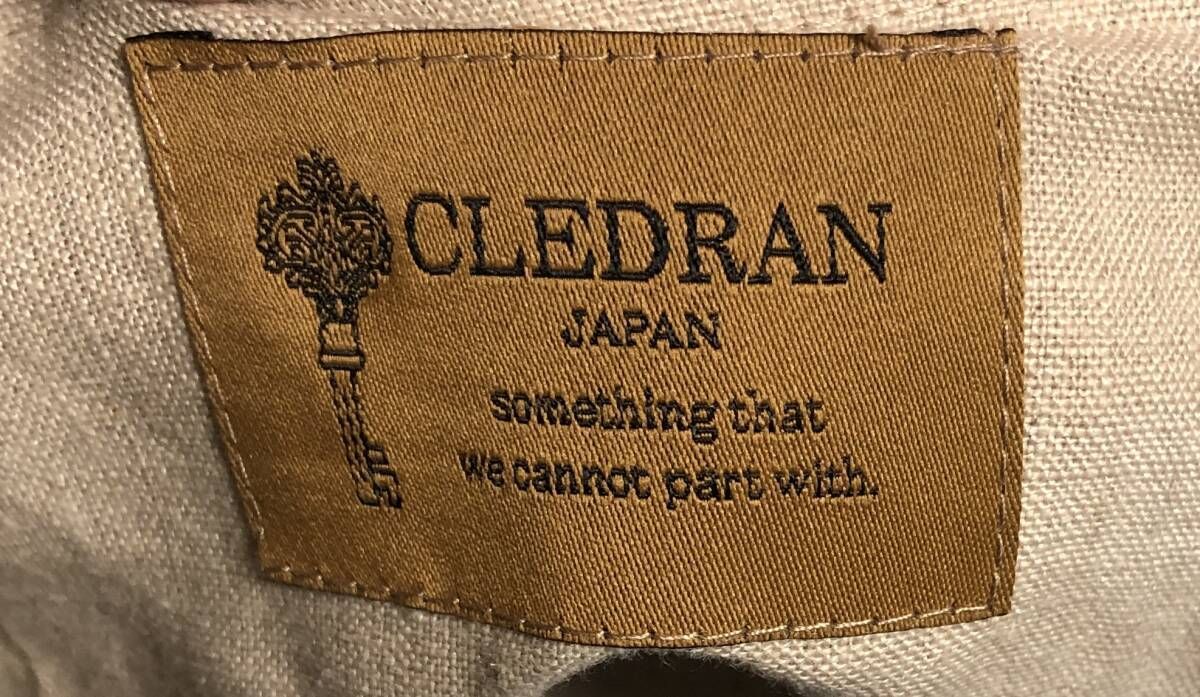 CLEDRAN
JAPAN
something that
we cannot part with.